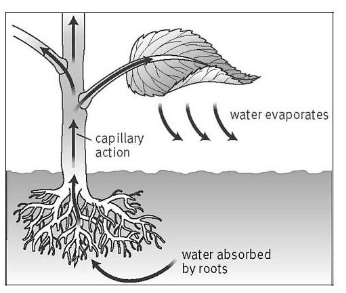 water evaporates
capillary
action
water absorbed
by roots